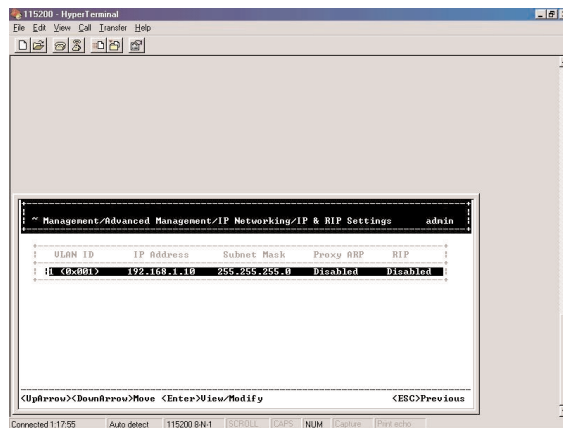 115200 - HyperTerminal
File Edit View Call Transfer Help
~ Management/Advanced Management/IP Networking/IP & RIP Settings admin
VLAN ID IP Address Subnet Mask Proxy ARP RIP
1 (0x001) 192.168.1.10 255.255.255.0 Disabled Disabled
<UpArrow><DownArrow>Move <Enter>View/Modify <ESC>Previous
Connected 1:17:55 Auto detect 115200 8-N-1 SCROLL CAPS NUM Capture Print echo